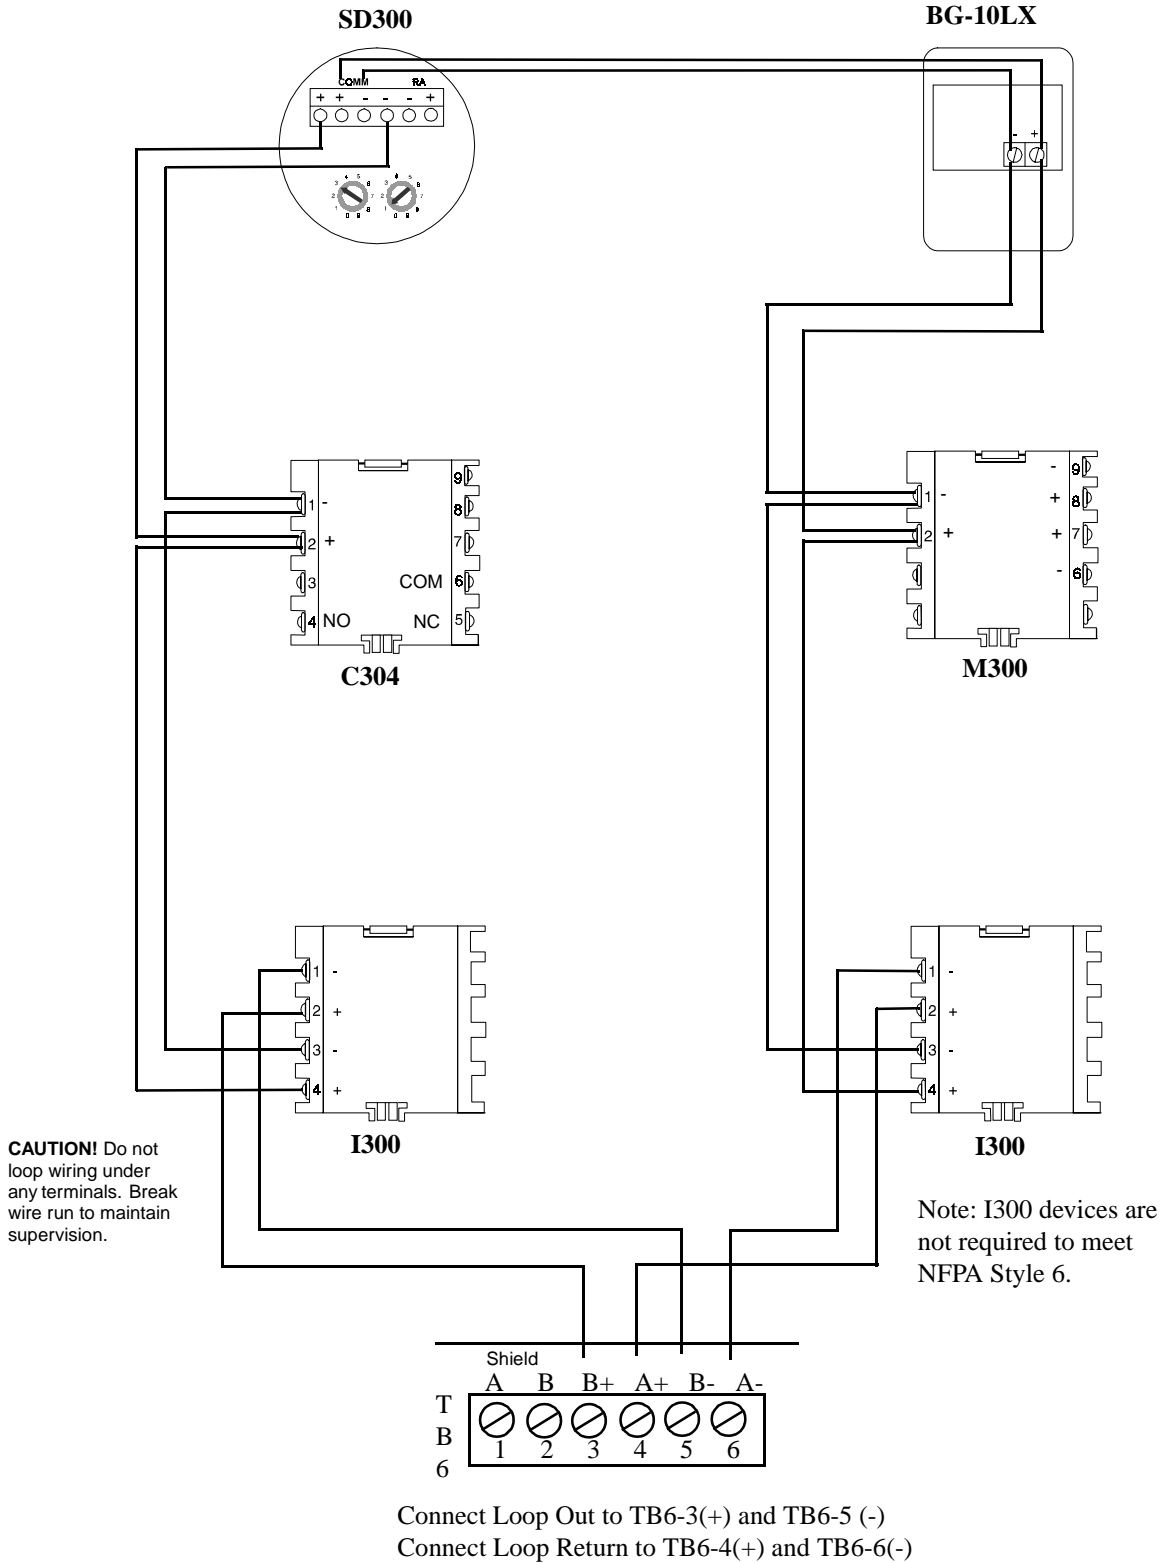 SD300
BG-10LX
COMM RA
+ + - - - +
- +
1 -
2 +
3
4 NO
9
8
7
COM 6
NC 5
C304
1 -
2 +
- 9
+ 8
+ 7
- 6
M300
1 -
2 +
3 -
4 +
I300
1 -
2 +
3 -
4 +
I300
CAUTION! Do not
loop wiring under
any terminals. Break
wire run to maintain
supervision.
Note: I300 devices are
not required to meet
NFPA Style 6.
Shield
A B B+ A+ B- A-
T
B
6
1 2 3 4 5 6
Connect Loop Out to TB6-3(+) and TB6-5 (-)
Connect Loop Return to TB6-4(+) and TB6-6(-)